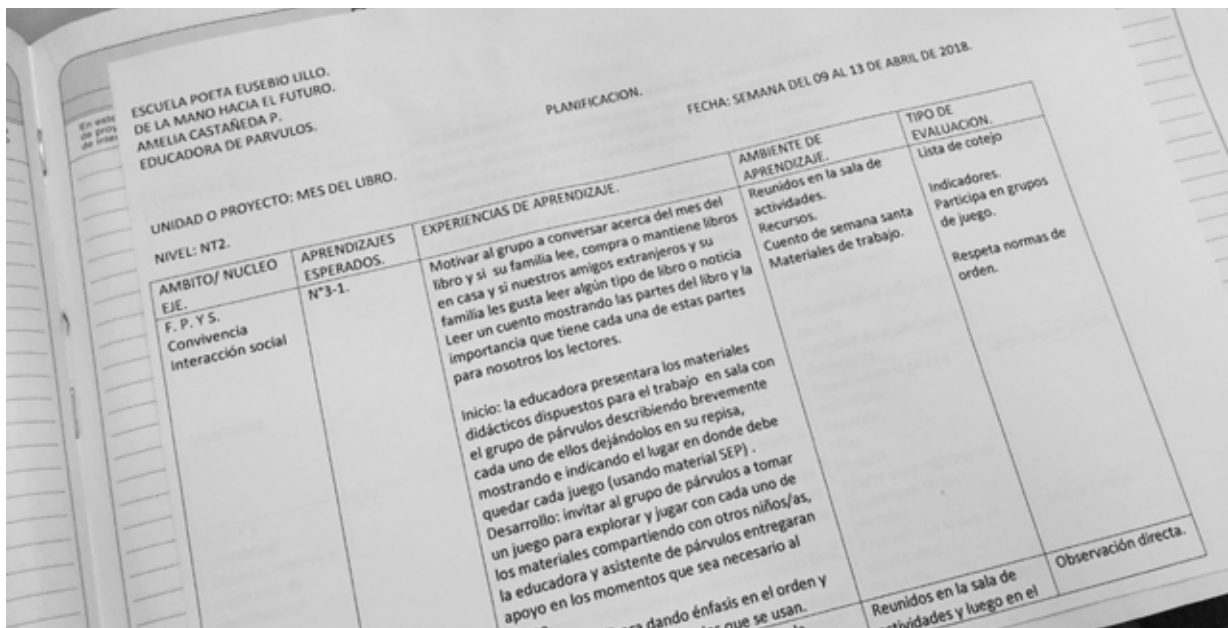 ESCUELA POETA EUSEBIO LILLO.
DE LA MANO HACIA EL FUTURO.
AMELIA CASTAÑEDA P.
EDUCADORA DE PARVULOS.
PLANIFICACION.
FECHA: SEMANA DEL 09 AL 13 DE ABRIL DE 2018.
UNIDAD O PROYECTO: MES DEL LIBRO.
NIVEL: NT2.
AMBITO/ NUCLEO
EJE.
APRENDIZAJES
ESPERADOS.
EXPERIENCIAS DE APRENDIZAJE.
AMBIENTE DE
APRENDIZAJE.
TIPO DE
EVALUACION.
F. P. Y S.
Convivencia
Interacción social
N°3-1.
Motivar al grupo a conversar acerca del mes del
libro y si su familia lee, compra o mantiene libros
en casa y si nuestros amigos extranjeros y su
familia les gusta leer algún tipo de libro o noticia
Leer un cuento mostrando las partes del libro y la
importancia que tiene cada una de estas partes
para nosotros los lectores.
Inicio: la educadora presentara los materiales
didácticos dispuestos para el trabajo en sala con
el grupo de párvulos describiendo brevemente
cada uno de ellos dejándolos en su repisa,
mostrando e indicando el lugar en donde debe
quedar cada juego (usando material SEP) .
Desarrollo: invitar al grupo de párvulos a tomar
un juego para explorar y jugar con cada uno de
los materiales compartiendo con otros niños/as,
la educadora y asistente de párvulos entregaran
apoyo en los momentos que sea necesario al
dando énfasis en el orden y
que se usan.
Reunidos en la sala de
actividades.
Recursos.
Cuento de semana santa
Materiales de trabajo.
Lista de cotejo
Indicadores.
Participa en grupos
de juego.
Respeta normas de
orden.
Reunidos en la sala de
actividades y luego en el
Observación directa.
En este
de proy
de inter